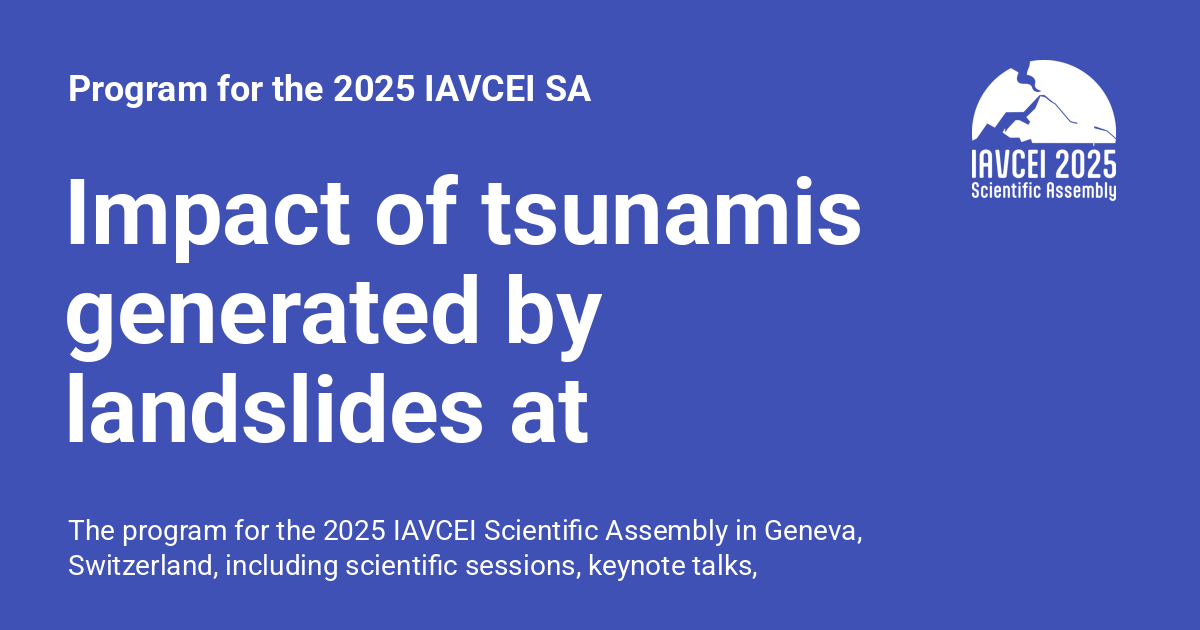 Program for the 2025 IAVCEI SA
IAVCEI 2025
Scientific Assembly
Impact of tsunamis
generated by
landslides at
The program for the 2025 IAVCEI Scientific Assembly in Geneva,
Switzerland, including scientific sessions, keynote talks,